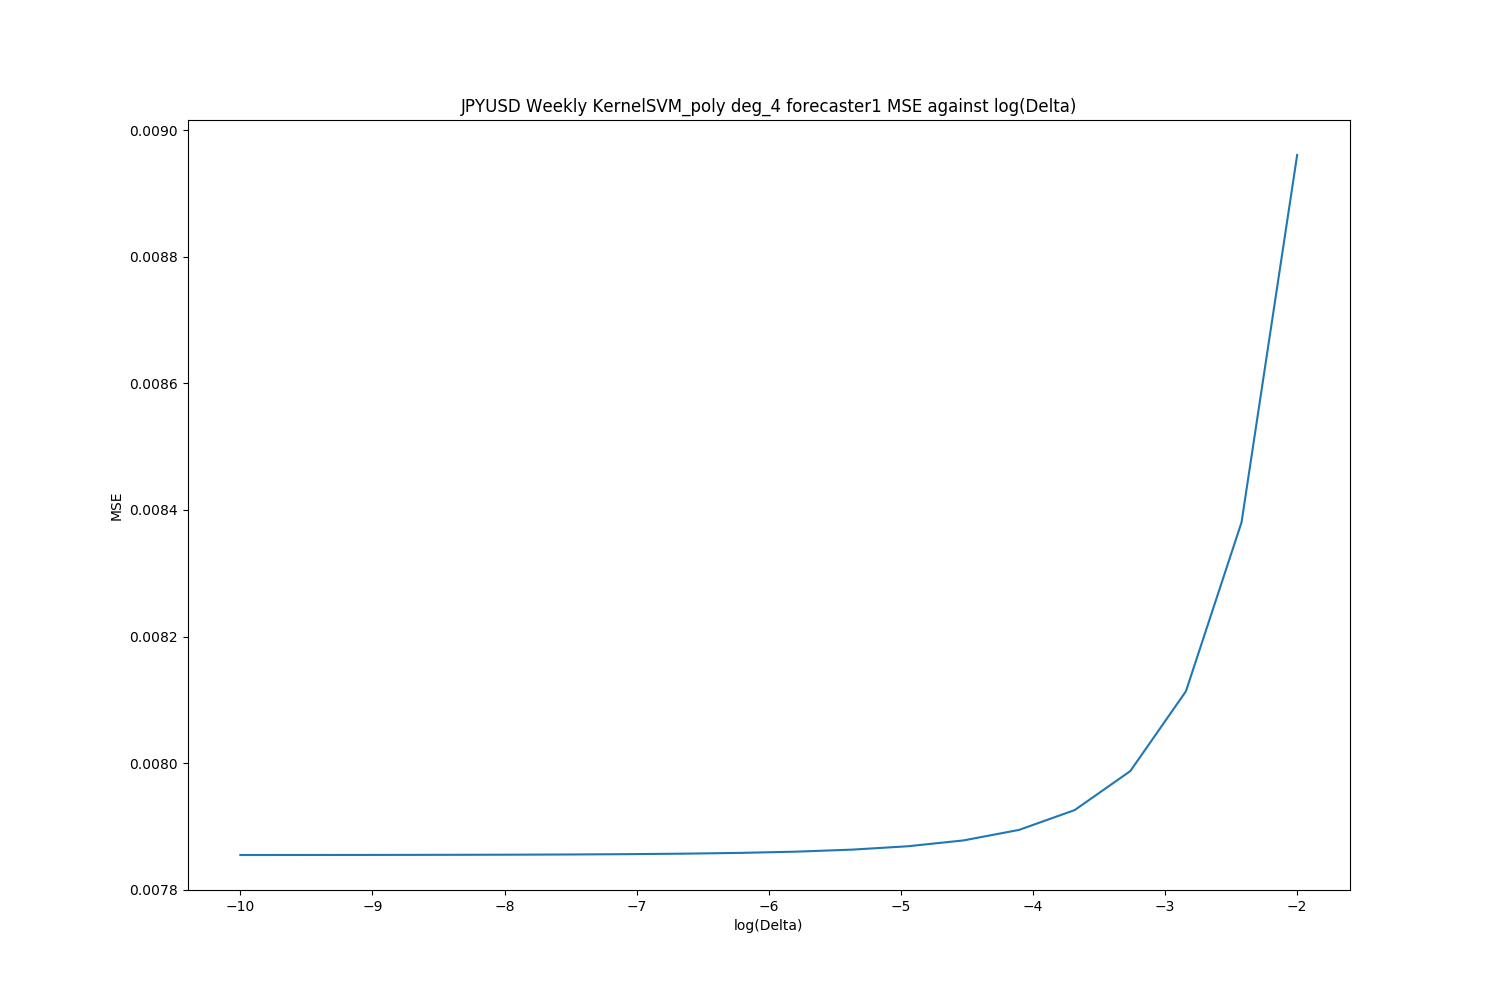 JPYUSD Weekly KernelSVM_poly deg_4 forecaster1 MSE against log(Delta)
0.0090
0.0088
0.0086
0.0084
0.0082
0.0080
0.0078
MSE
−10 −9 −8 −7 −6 −5 −4 −3 −2
log(Delta)